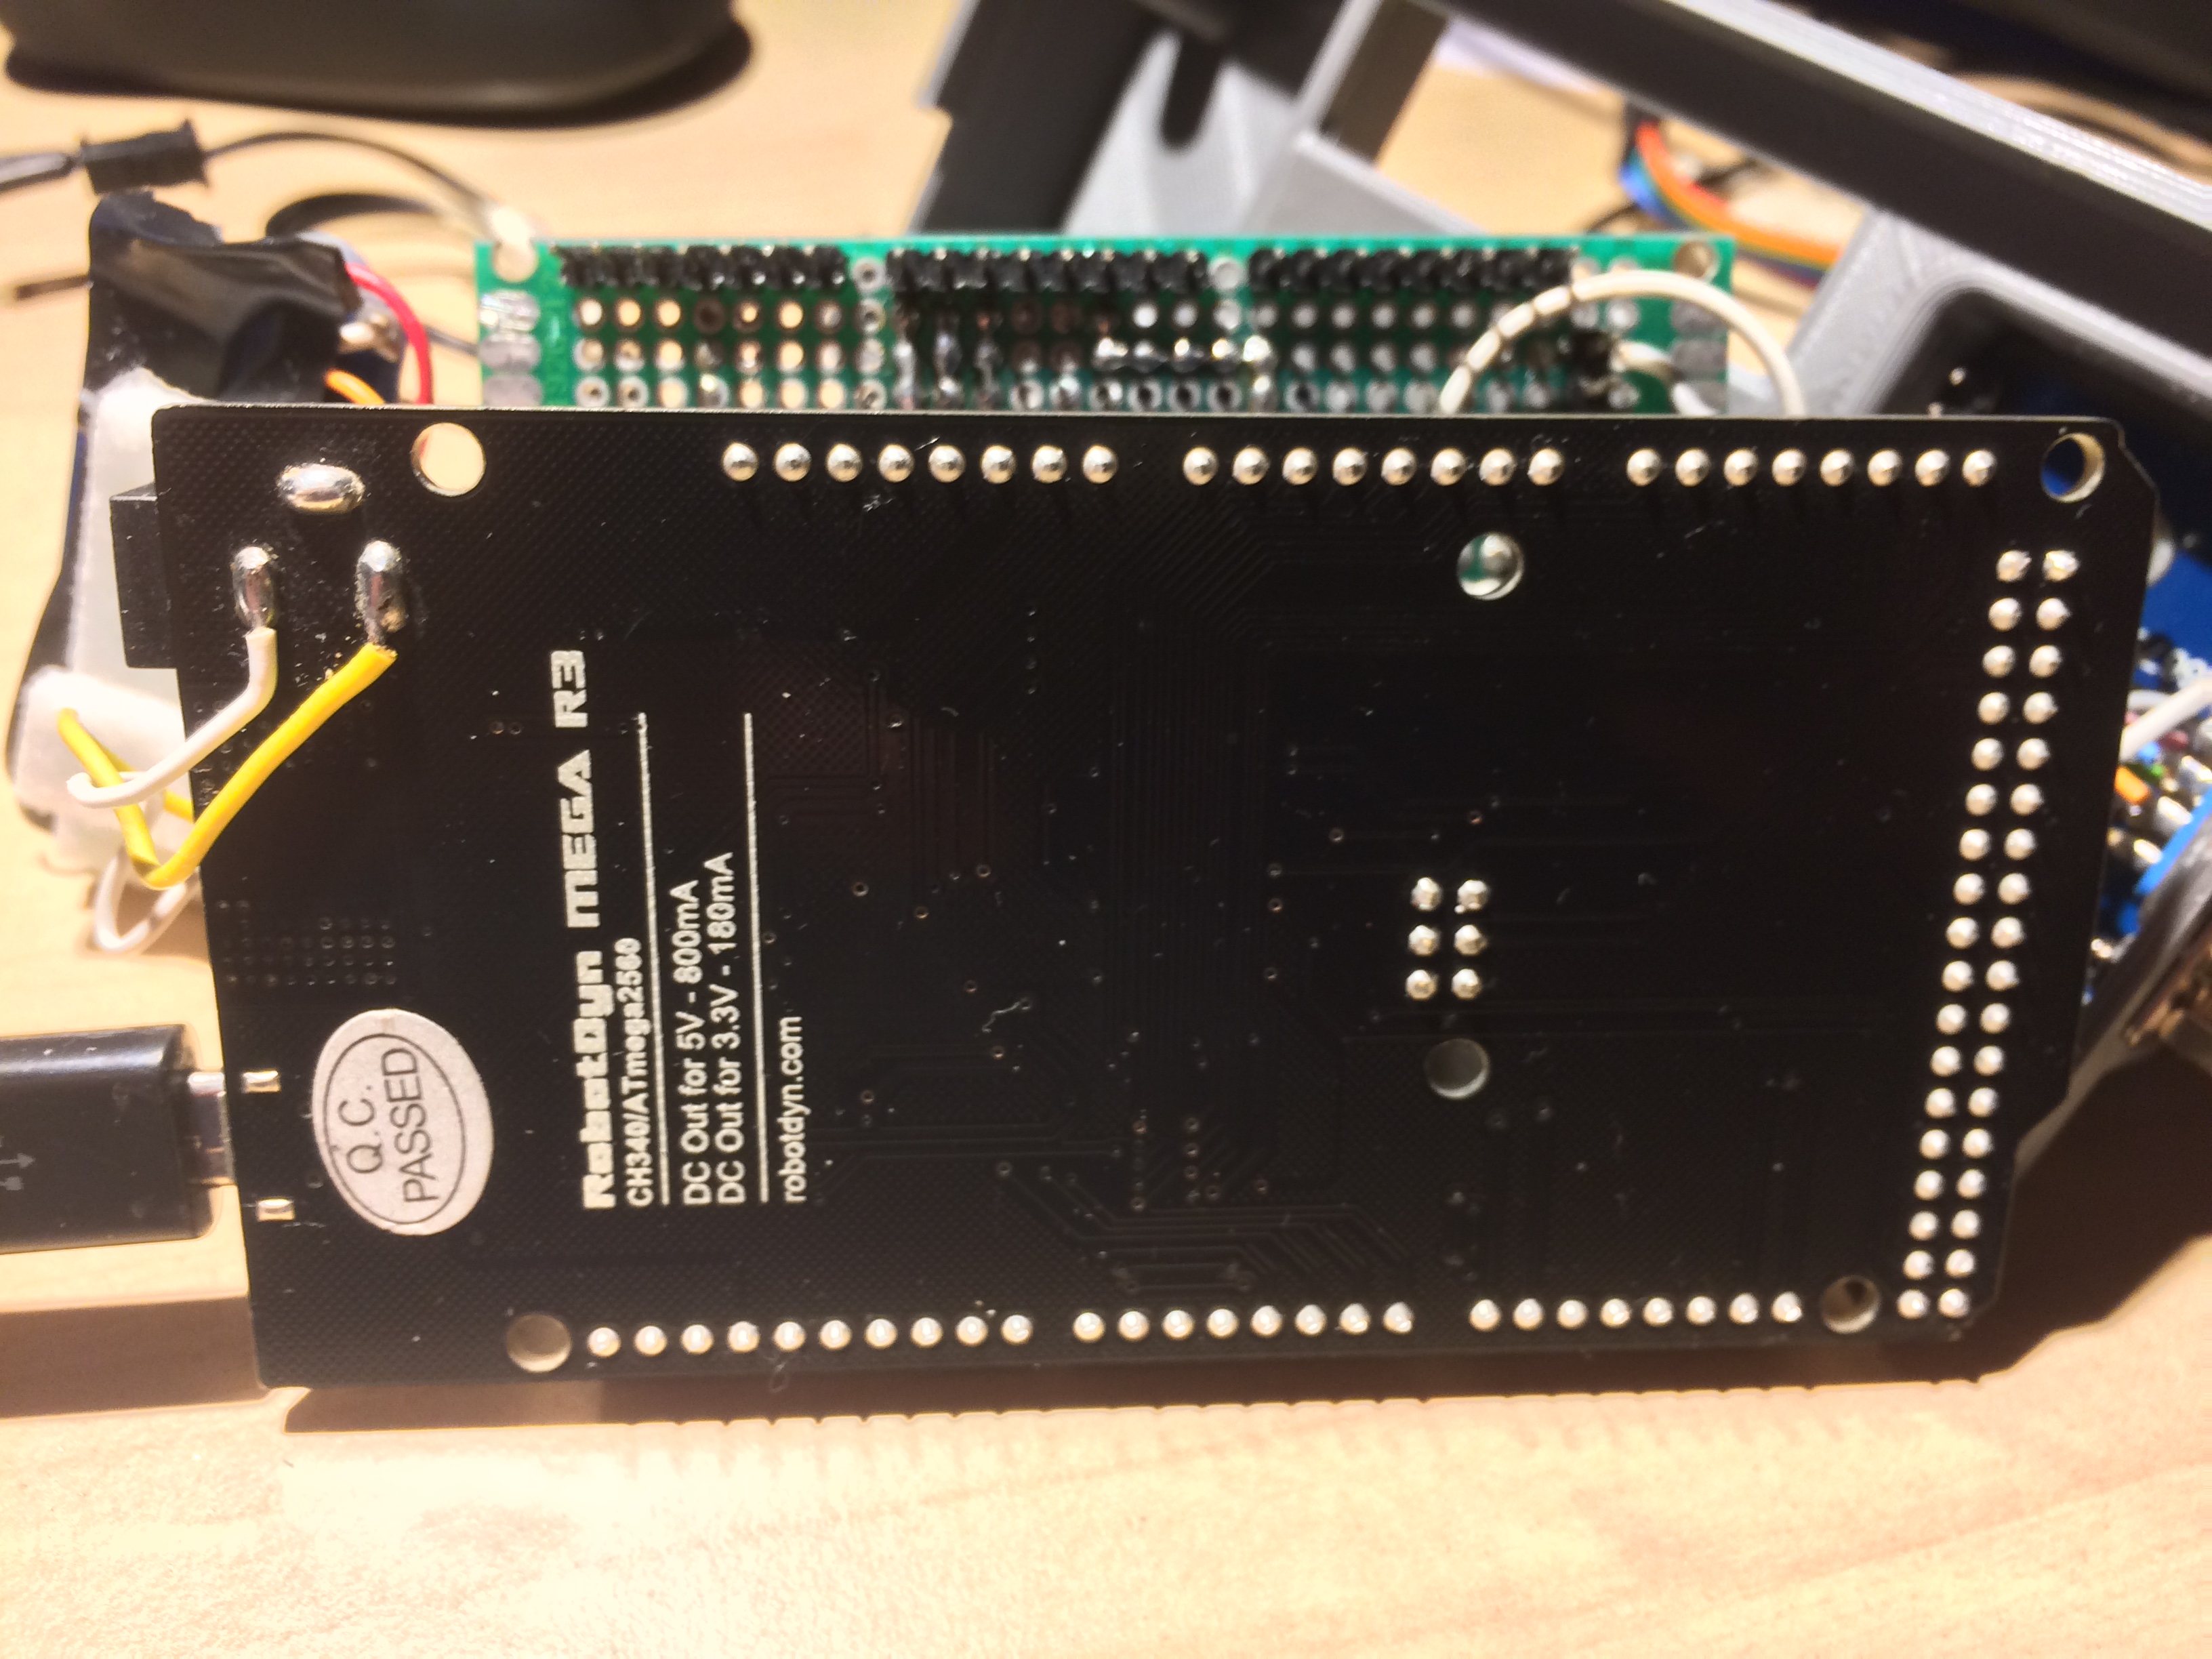 RobotDyn MEGA R3
CH340/ATmega2560
DC Out for 5V - 800mA
DC Out for 3.3V - 180mA
robotdyn.com
Q.C.
PASSED